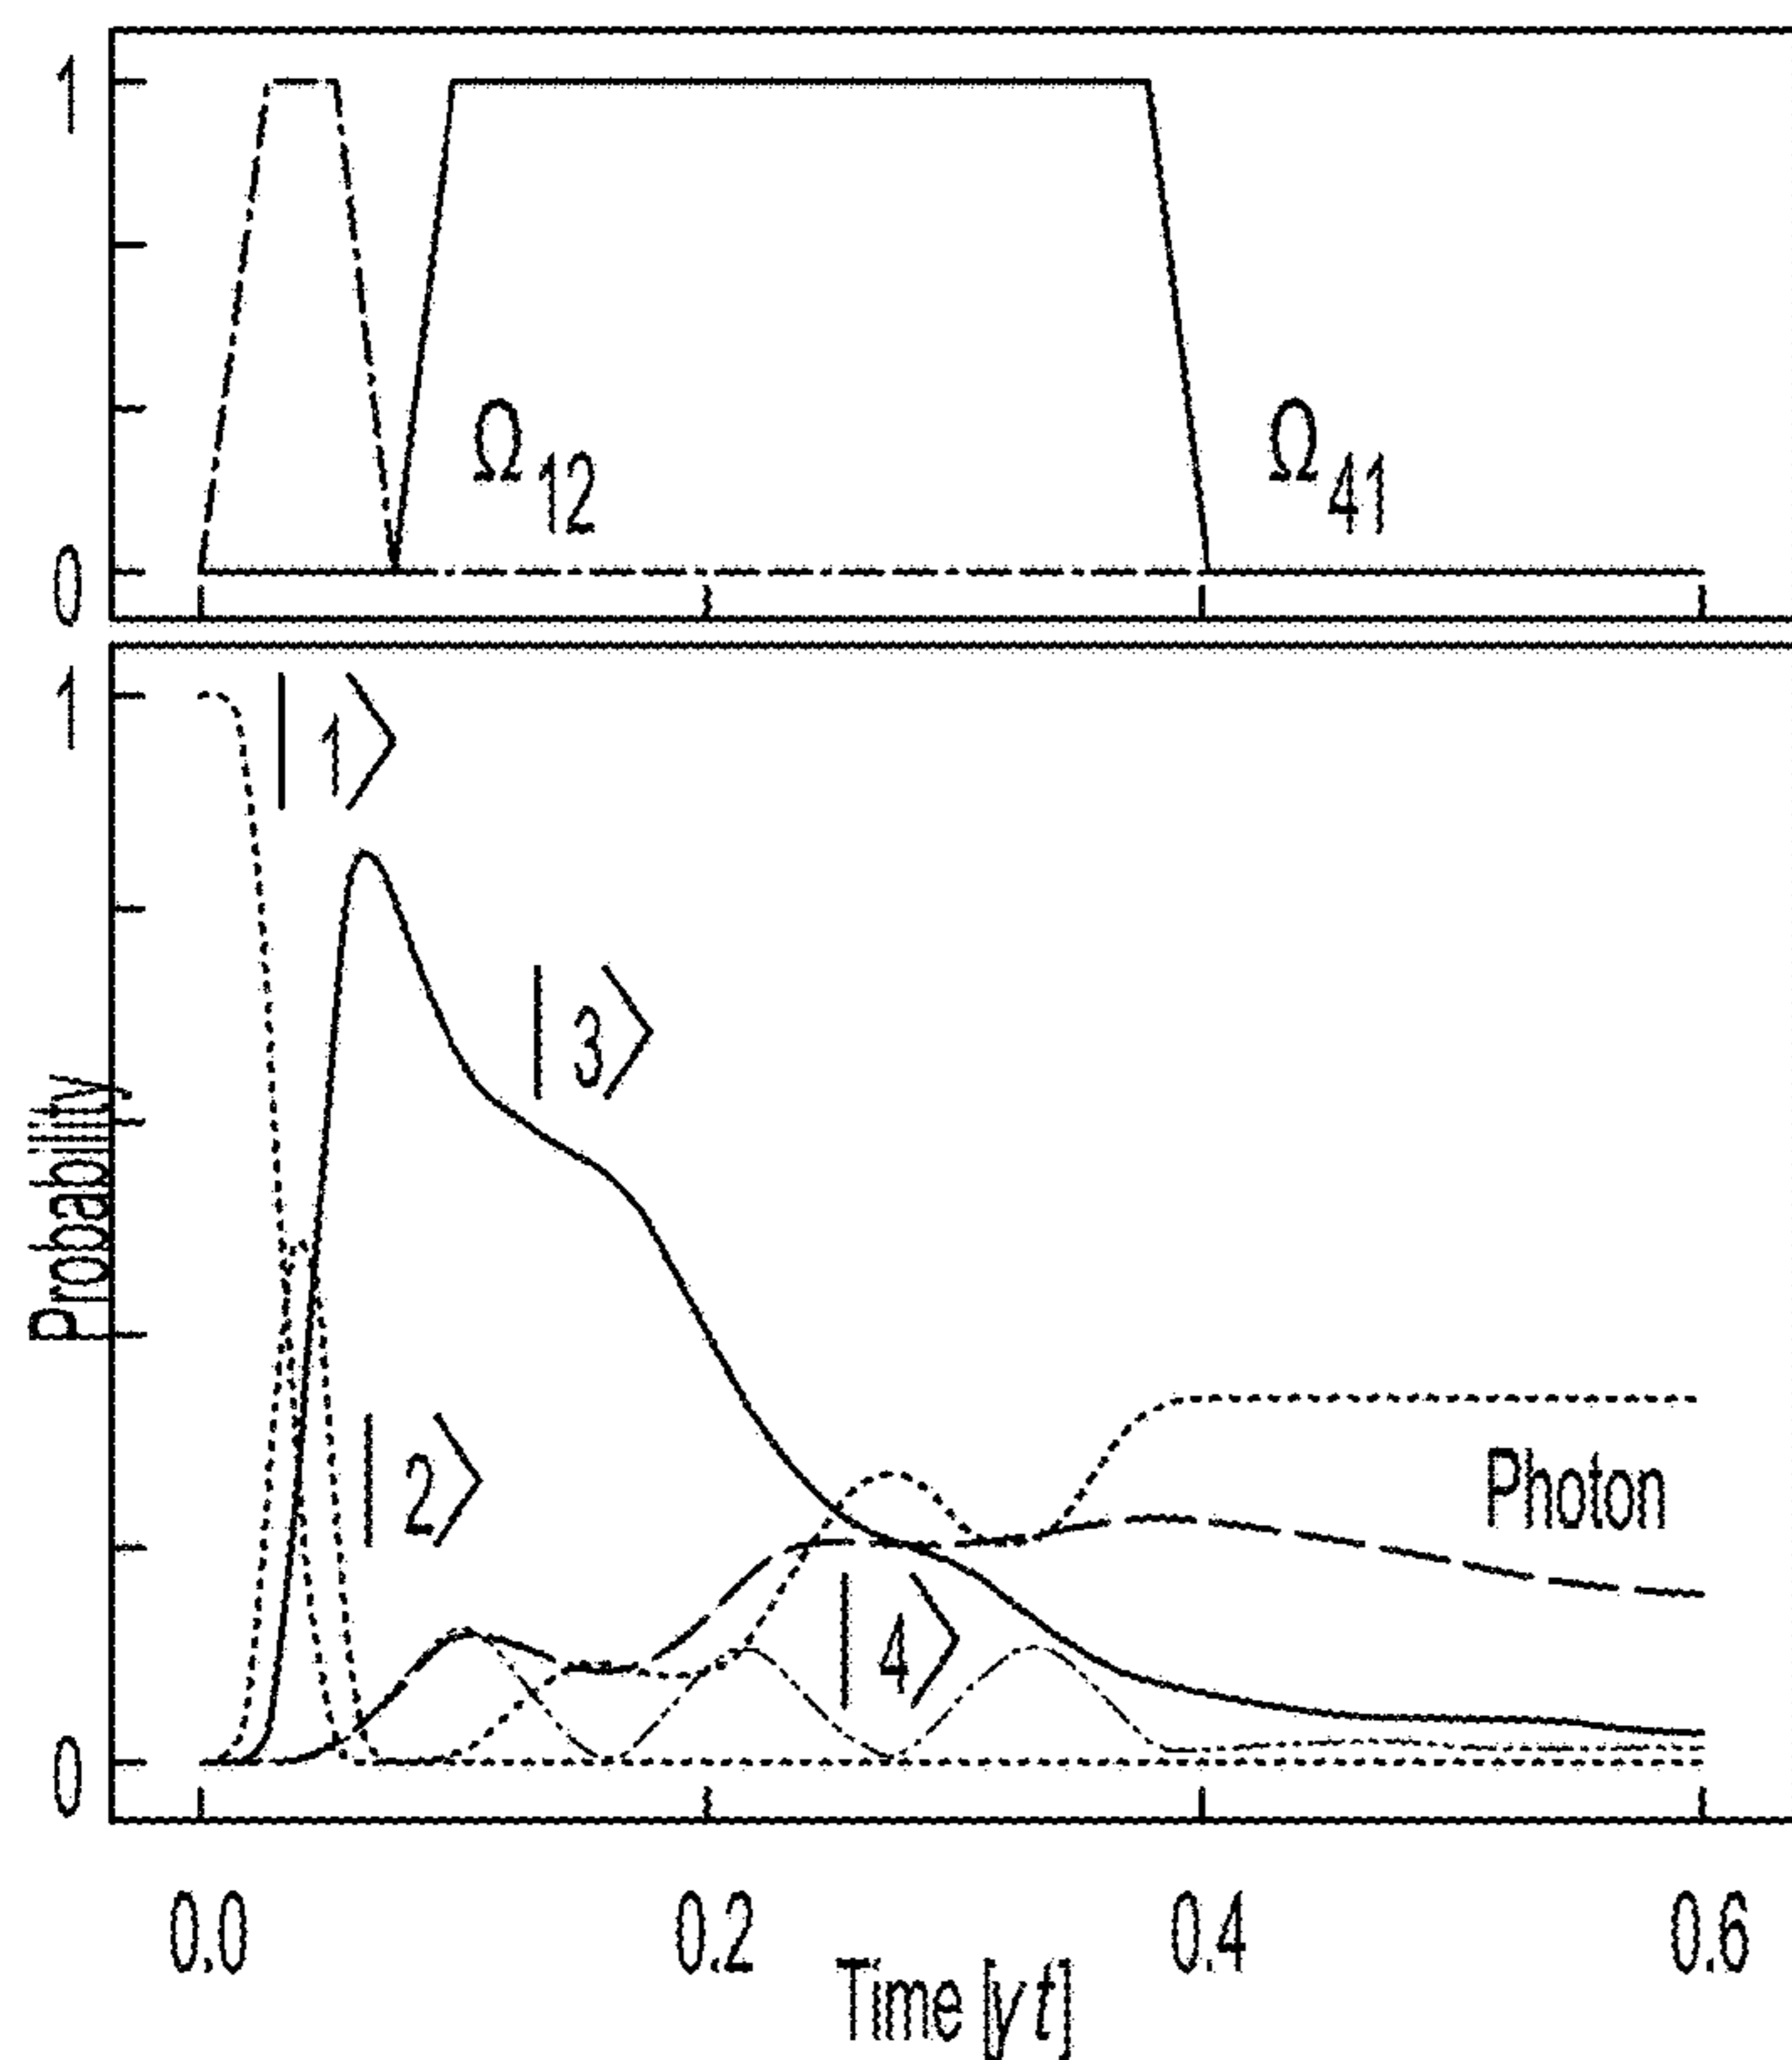 1
Ω12
Ω41
0
1
|1⟩
|3⟩
Probability
|2⟩
Photon
|4⟩
0
0.0
0.2
0.4
0.6
Time [γt]